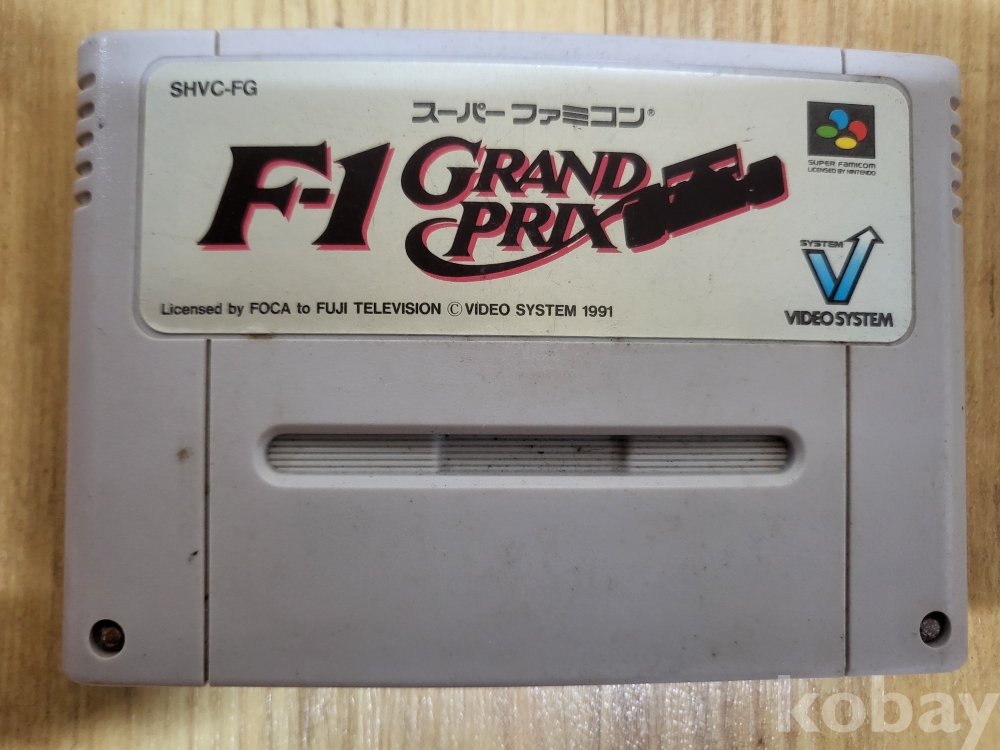 SHVC-FG
スーパーファミコン®
F-1 GRAND PRIX
SUPER FAMICOM
LICENSED BY NINTENDO
SYSTEM
V
VIDEO SYSTEM
Licensed by FOCA to FUJI TELEVISION © VIDEO SYSTEM 1991
kobay